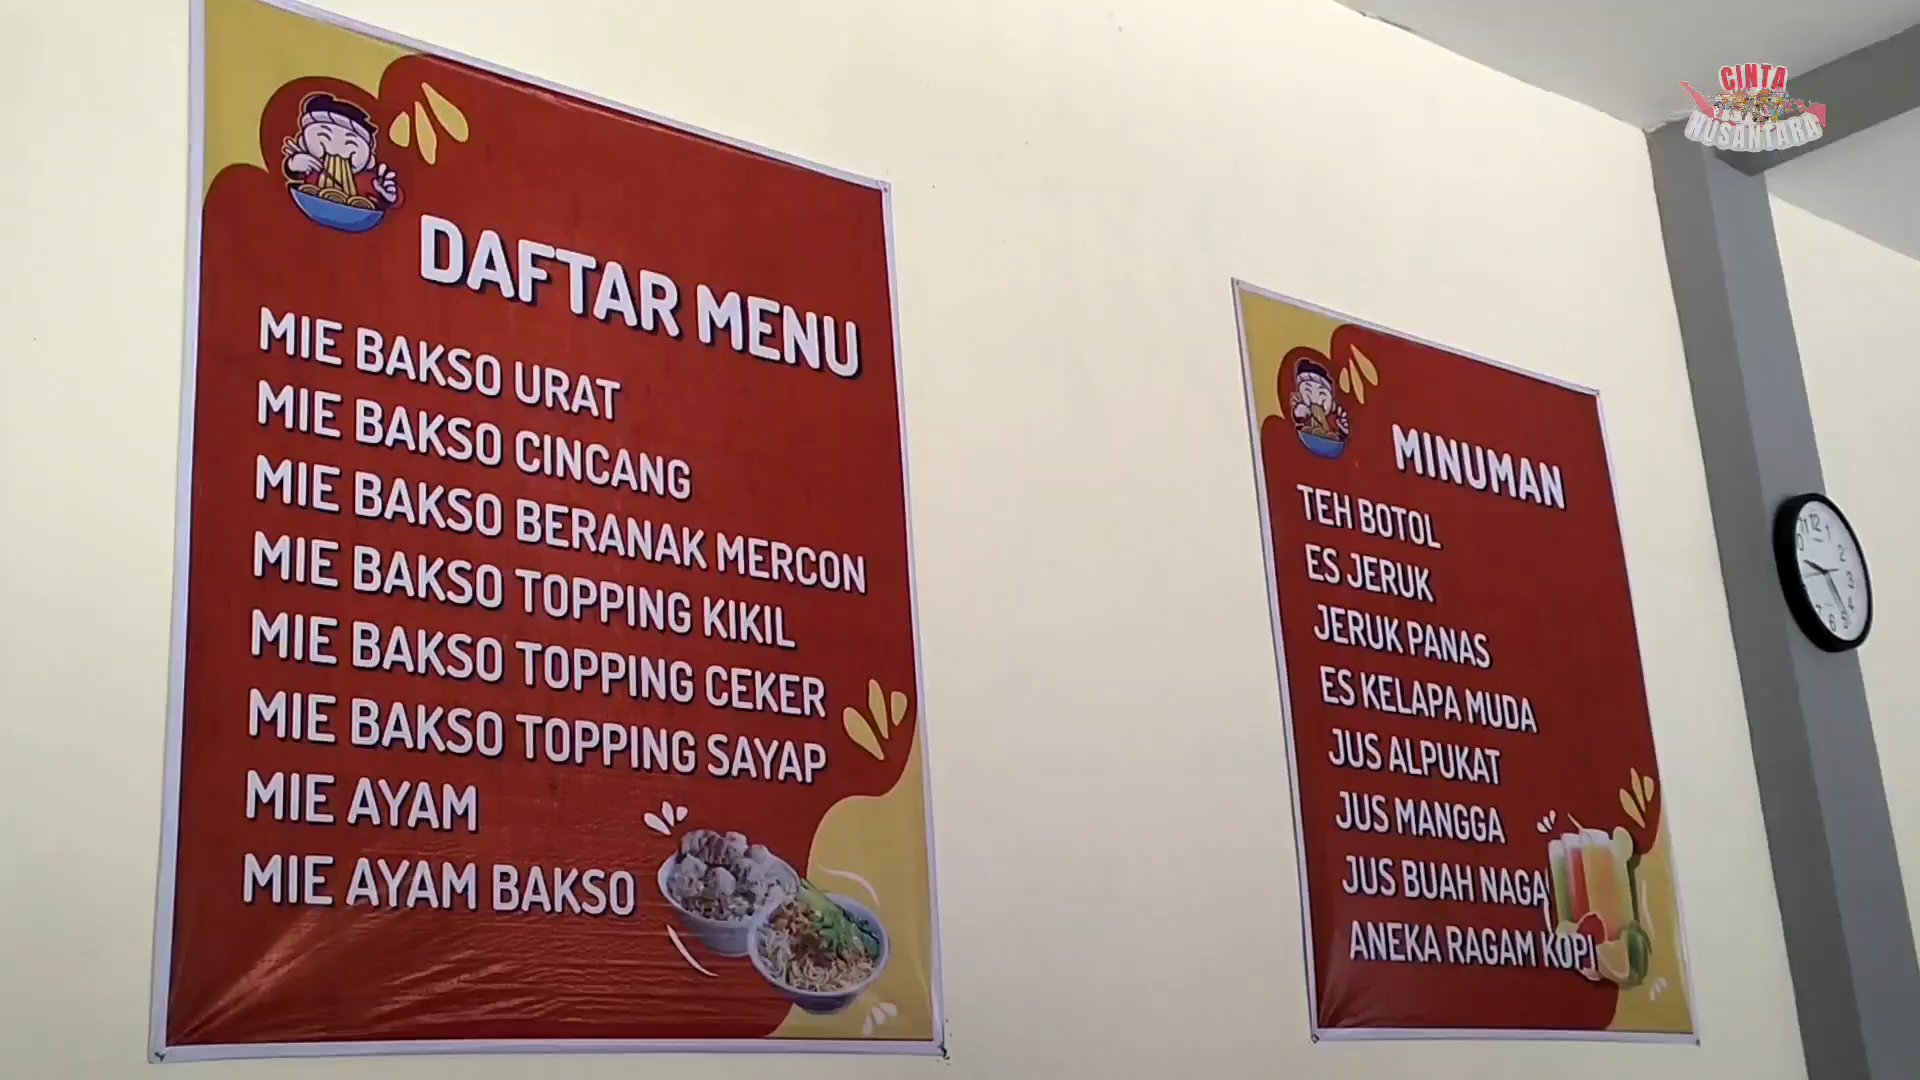 DAFTAR MENU
MIE BAKSO URAT
MIE BAKSO CINCANG
MIE BAKSO BERANAK MERCON
MIE BAKSO TOPPING KIKIL
MIE BAKSO TOPPING CEKER
MIE BAKSO TOPPING SAYAP
MIE AYAM
MIE AYAM BAKSO
MINUMAN
TEH BOTOL
ES JERUK
JERUK PANAS
ES KELAPA MUDA
JUS ALPUKAT
JUS MANGGA
JUS BUAH NAGA
ANEKA RAGAM KOPI
CINTA
NUSANTARA